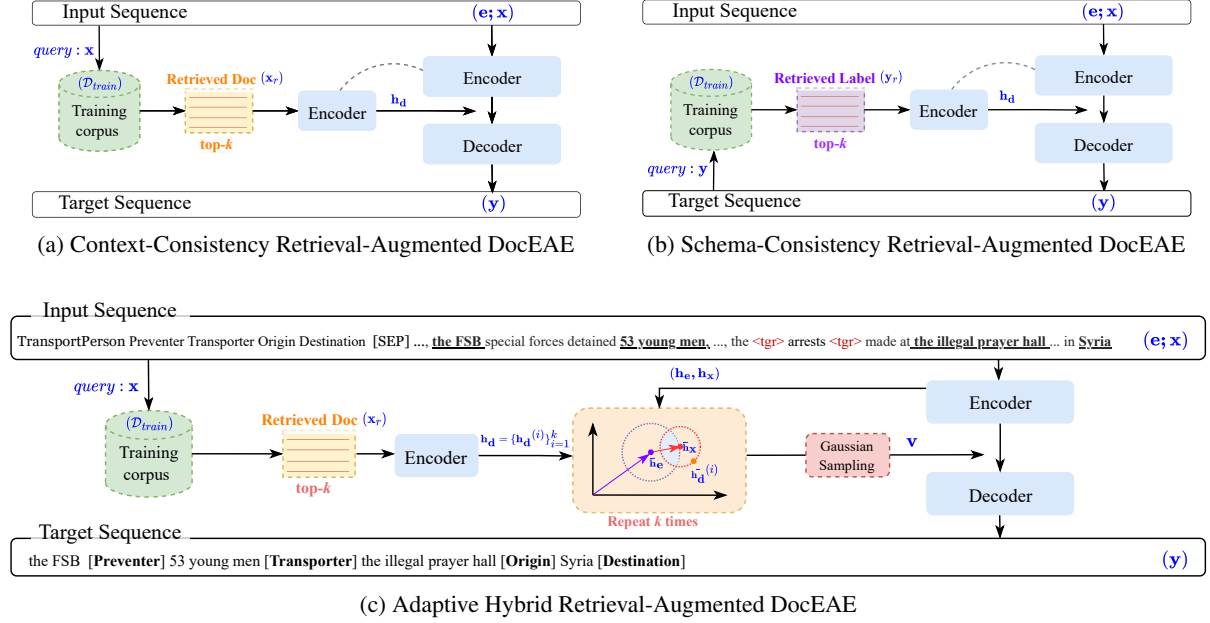 Input Sequence (e; x)
query : x
(D_train)
Training
corpus
Retrieved Doc (x_r)
top-k
Encoder
h_d
Encoder
Decoder
Target Sequence (y)
(a) Context-Consistency Retrieval-Augmented DocEAE
Input Sequence (e; x)
(D_train)
Training
corpus
query : y
Retrieved Label (y_r)
top-k
Encoder
h_d
Encoder
Decoder
Target Sequence (y)
(b) Schema-Consistency Retrieval-Augmented DocEAE
Input Sequence
TransportPerson Preventer Transporter Origin Destination [SEP] ..., the FSB special forces detained 53 young men, ..., the <tgr> arrests <tgr> made at the illegal prayer hall ... in Syria (e; x)
query : x
(D_train)
Training
corpus
Retrieved Doc (x_r)
top-k
Encoder
h_d = {h_d^(i)}_{i=1}^k
(h_e, h_x)
h̄_e
h̄_x
h̄_d^(i)
Repeat k times
Gaussian
Sampling
v
Encoder
Decoder
Target Sequence
the FSB [Preventer] 53 young men [Transporter] the illegal prayer hall [Origin] Syria [Destination] (y)
(c) Adaptive Hybrid Retrieval-Augmented DocEAE